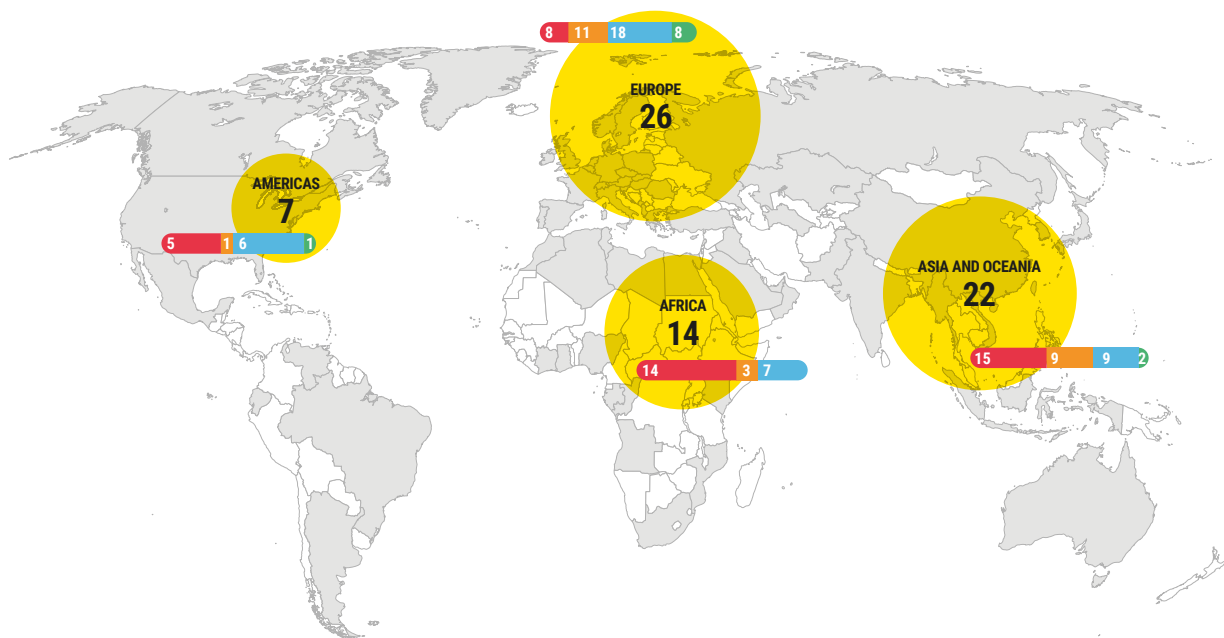 8 11 18 8
EUROPE
26
AMERICAS
7
5 1 6 1
ASIA AND OCEANIA
22
15 9 9 2
AFRICA
14
14 3 7